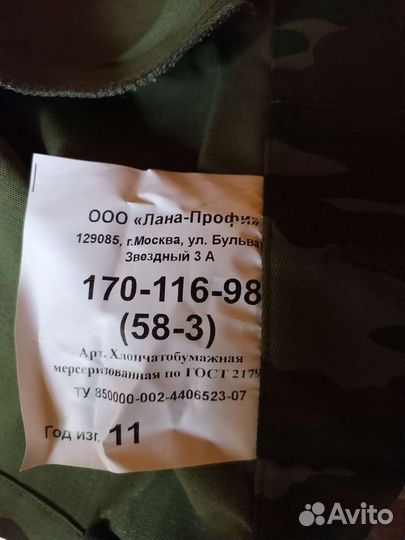 ООО «Лана-Профи»
129085, г.Москва, ул. Бульвар
Звездный 3 А
170-116-98
(58-3)
Арт. Хлопчатобумажная
мерсеризованная по ГОСТ 2179
ТУ 850000-002-4406523-07
Год изг. 11
Avito